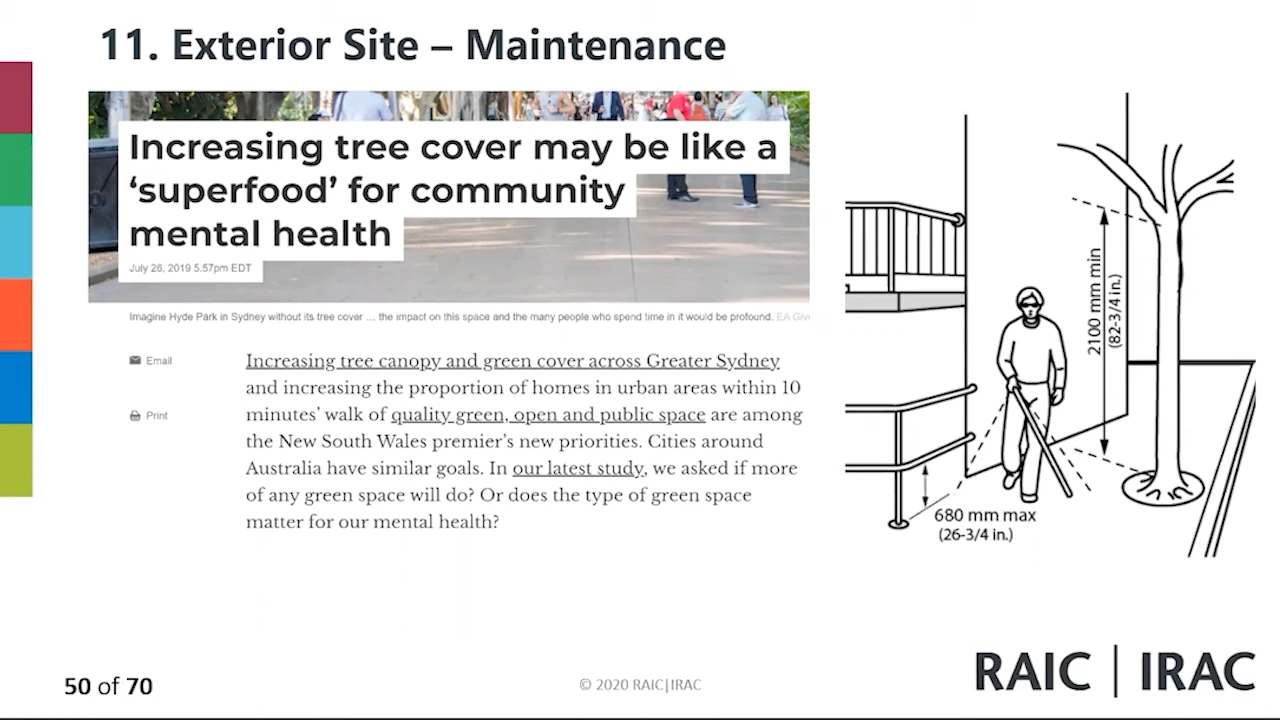 11. Exterior Site – Maintenance
Increasing tree cover may be like a
‘superfood’ for community
mental health
July 26, 2019 5.57pm EDT
Imagine Hyde Park in Sydney without its tree cover … the impact on this space and the many people who spend time in it would be profound. EA
Email
Print
Increasing tree canopy and green cover across Greater Sydney
and increasing the proportion of homes in urban areas within 10
minutes’ walk of quality green, open and public space are among
the New South Wales premier’s new priorities. Cities around
Australia have similar goals. In our latest study, we asked if more
of any green space will do? Or does the type of green space
matter for our mental health?
2100 mm min
(82-3/4 in.)
680 mm max
(26-3/4 in.)
50 of 70
© 2020 RAIC|IRAC
RAIC | IRAC